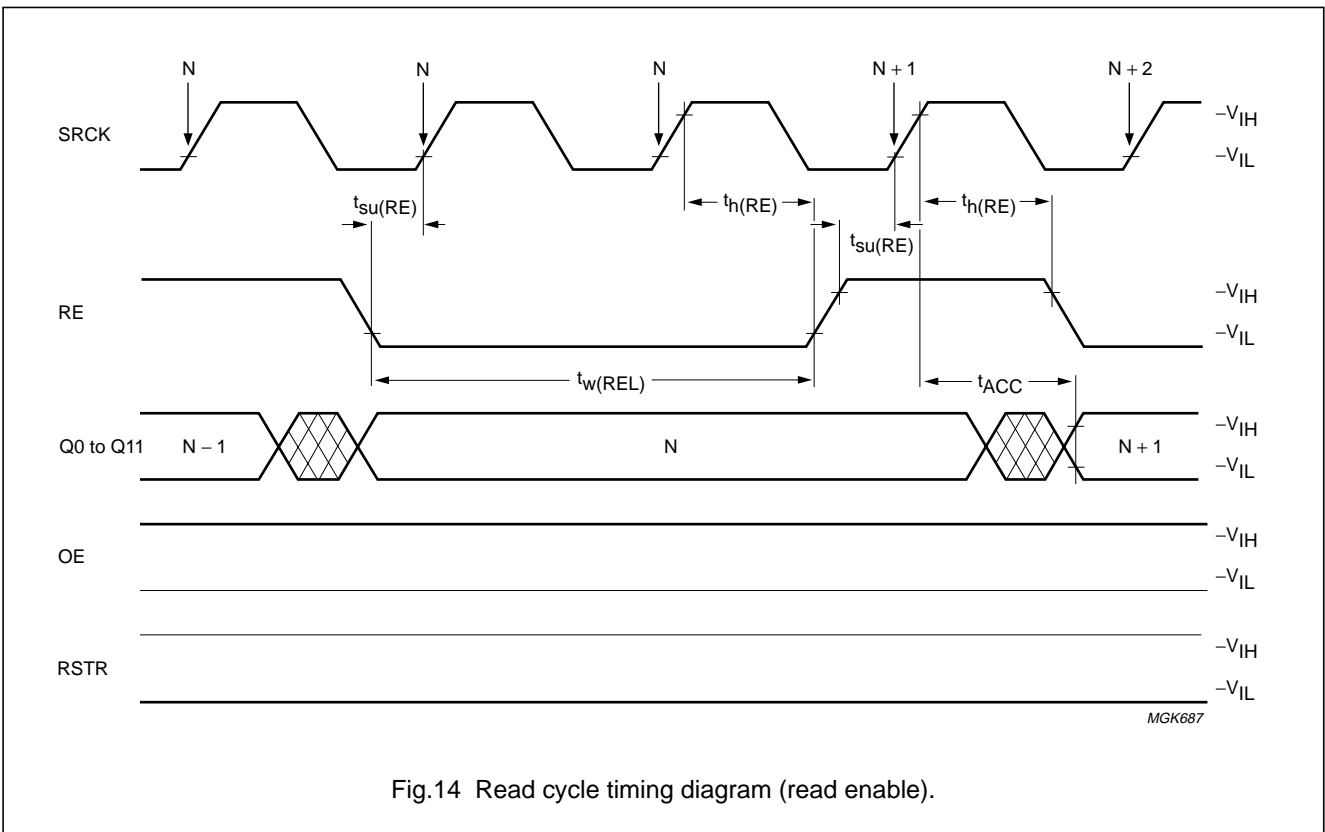 N N N N + 1 N + 2
SRCK
–VIH
–VIL
tsu(RE) th(RE) th(RE)
tsu(RE)
RE
–VIH
–VIL
tw(REL) tACC
Q0 to Q11 N – 1 N N + 1
–VIH
–VIL
OE
–VIH
–VIL
RSTR
–VIH
–VIL
MGK687
Fig.14 Read cycle timing diagram (read enable).